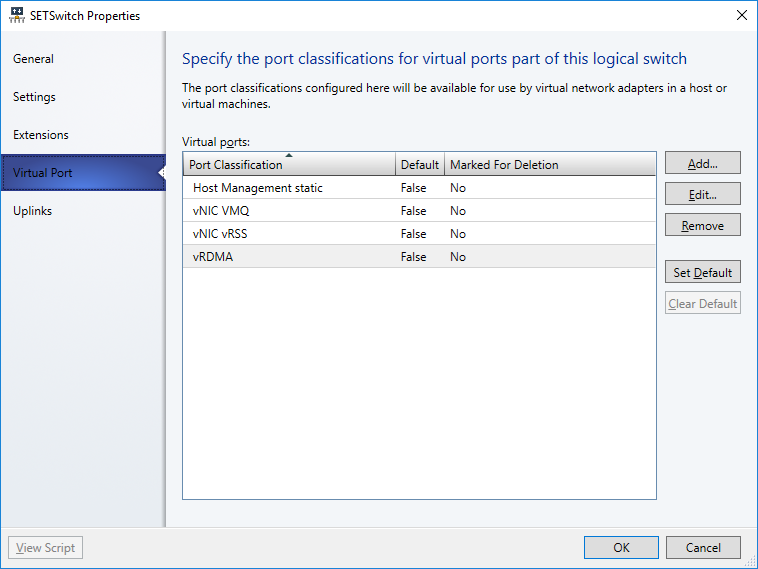 SETSwitch Properties
General
Settings
Extensions
Virtual Port
Uplinks
Specify the port classifications for virtual ports part of this logical switch
The port classifications configured here will be available for use by virtual network adapters in a host or
virtual machines.
Virtual ports:
Port Classification Default Marked For Deletion
Host Management static False No
vNIC VMQ False No
vNIC vRSS False No
vRDMA False No
Add...
Edit...
Remove
Set Default
Clear Default
View Script
OK
Cancel